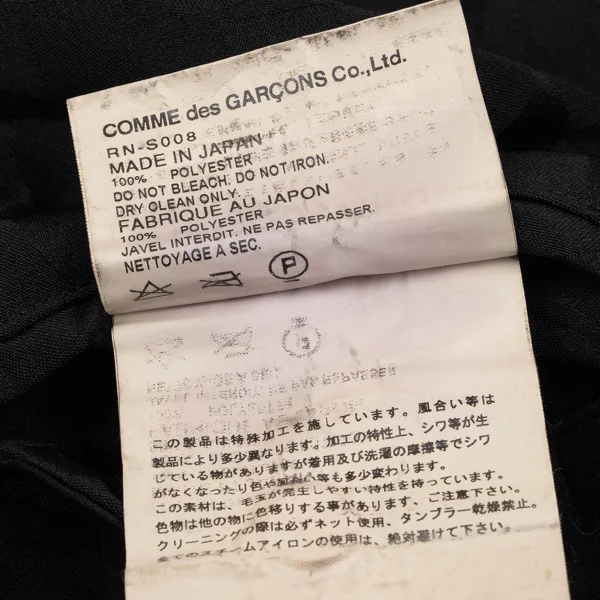 COMME des GARÇONS Co.,Ltd.
RN-S008
MADE IN JAPAN
100% POLYESTER
DO NOT BLEACH. DO NOT IRON.
DRY CLEAN ONLY.
FABRIQUE AU JAPON
100% POLYESTER
JAVEL INTERDIT. NE PAS REPASSER.
NETTOYAGE A SEC.
P
この製品は特殊加工を施しています。風合い等は
製品により多少異なります。加工の特性上、シワ等が生
じている物がありますが着用及び洗濯の摩擦等でシワ
がなくなったり色や風合い等も多少変わります。
この素材は、毛玉が発生しやすい特性を持っています。
色物は他の物に色移りする事があります、ご注意下さい。
クリーニングの際は必ずネット使用、タンブラー乾燥禁止。
スチームアイロンの使用は、絶対避けて下さい。